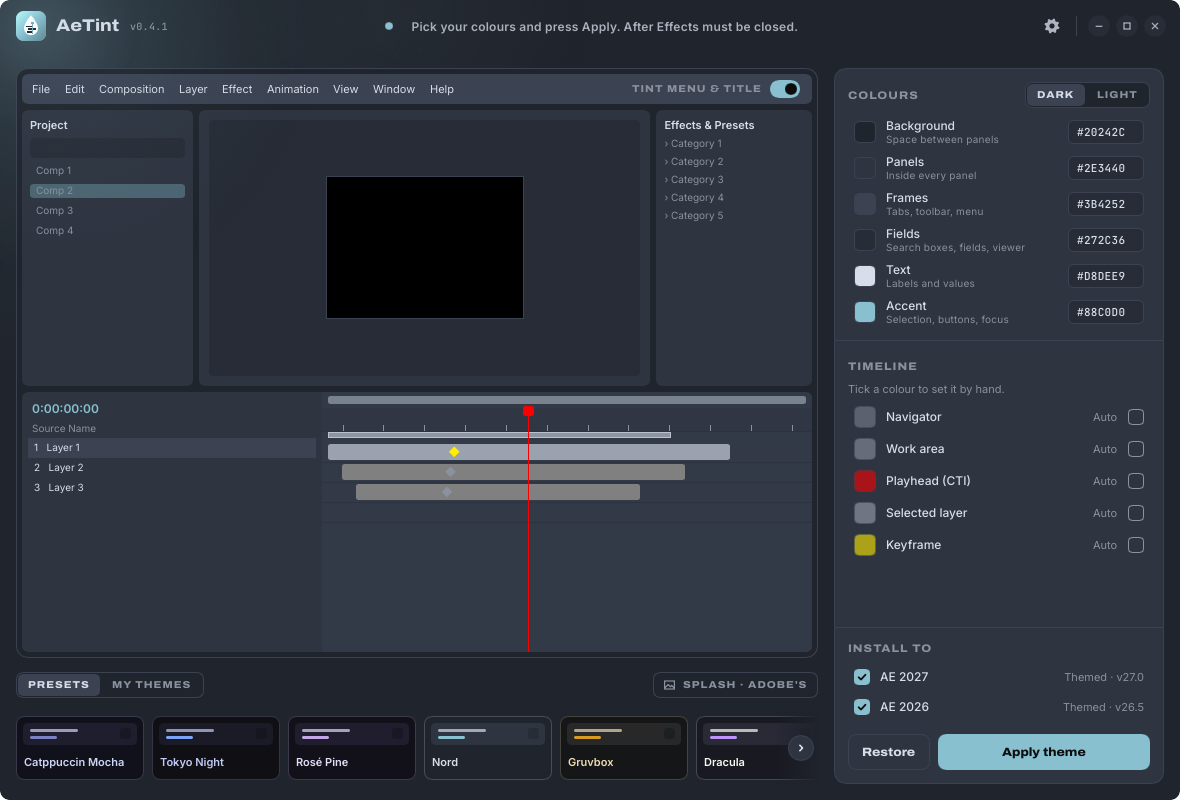 AeTint v0.4.1
Pick your colours and press Apply. After Effects must be closed.
File Edit Composition Layer Effect Animation View Window Help
TINT MENU & TITLE
Project
Comp 1
Comp 2
Comp 3
Comp 4
Effects & Presets
› Category 1
› Category 2
› Category 3
› Category 4
› Category 5
0:00:00:00
Source Name
1 Layer 1
2 Layer 2
3 Layer 3
PRESETS MY THEMES
SPLASH · ADOBE'S
Catppuccin Mocha
Tokyo Night
Rosé Pine
Nord
Gruvbox
Dracula
COLOURS
DARK LIGHT
Background
Space between panels
#20242C
Panels
Inside every panel
#2E3440
Frames
Tabs, toolbar, menu
#3B4252
Fields
Search boxes, fields, viewer
#272C36
Text
Labels and values
#D8DEE9
Accent
Selection, buttons, focus
#88C0D0
TIMELINE
Tick a colour to set it by hand.
Navigator Auto
Work area Auto
Playhead (CTI) Auto
Selected layer Auto
Keyframe Auto
INSTALL TO
AE 2027 Themed · v27.0
AE 2026 Themed · v26.5
Restore
Apply theme